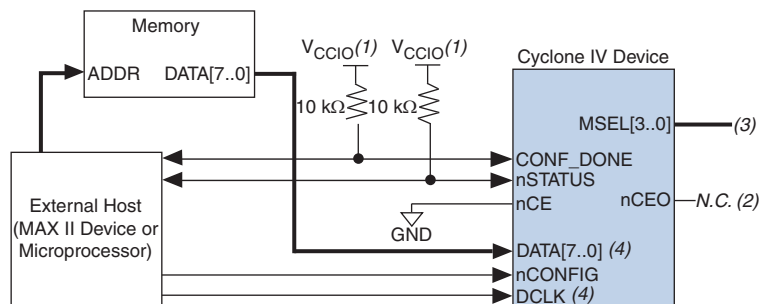 Memory
ADDR DATA[7..0]
VCCIO(1) VCCIO(1)
10 kΩ 10 kΩ
Cyclone IV Device
MSEL[3..0] (3)
CONF_DONE
nSTATUS
nCE nCEO N.C. (2)
GND
External Host
(MAX II Device or
Microprocessor)
DATA[7..0] (4)
nCONFIG
DCLK (4)